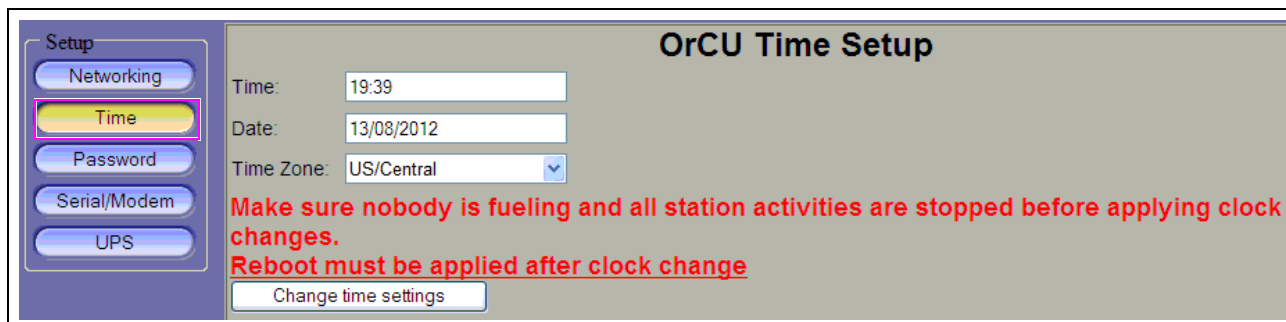 Setup
Networking
Time
Password
Serial/Modem
UPS
OrCU Time Setup
Time: 19:39
Date: 13/08/2012
Time Zone: US/Central
Make sure nobody is fueling and all station activities are stopped before applying clock
changes.
Reboot must be applied after clock change
Change time settings